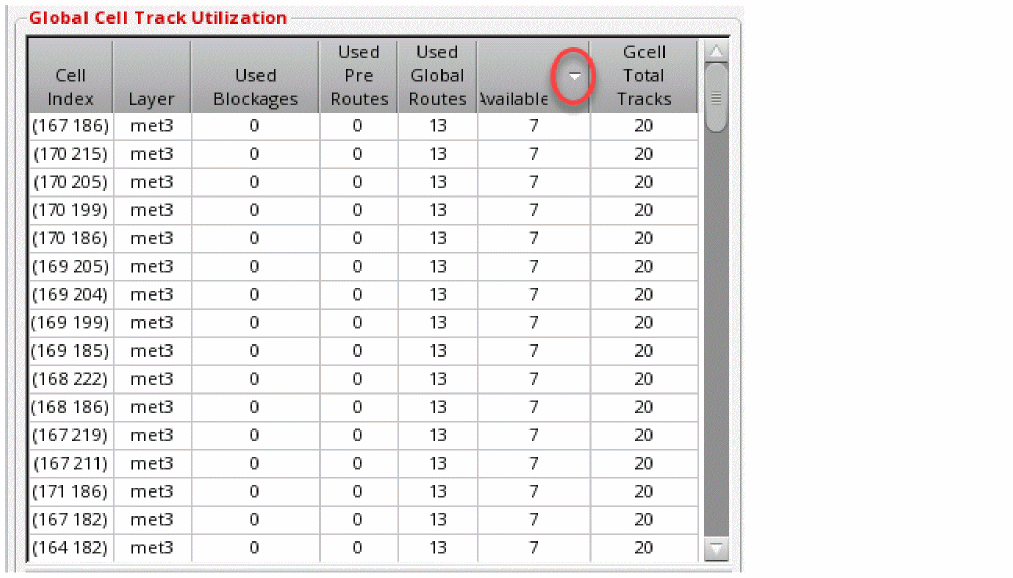 Global Cell Track Utilization
Cell Index Layer Used Blockages Used Pre Routes Used Global Routes Available Gcell Total Tracks
(167 186) met3 0 0 13 7 20
(170 215) met3 0 0 13 7 20
(170 205) met3 0 0 13 7 20
(170 199) met3 0 0 13 7 20
(170 186) met3 0 0 13 7 20
(169 205) met3 0 0 13 7 20
(169 204) met3 0 0 13 7 20
(169 199) met3 0 0 13 7 20
(169 185) met3 0 0 13 7 20
(168 222) met3 0 0 13 7 20
(168 186) met3 0 0 13 7 20
(167 219) met3 0 0 13 7 20
(167 211) met3 0 0 13 7 20
(171 186) met3 0 0 13 7 20
(167 182) met3 0 0 13 7 20
(164 182) met3 0 0 13 7 20